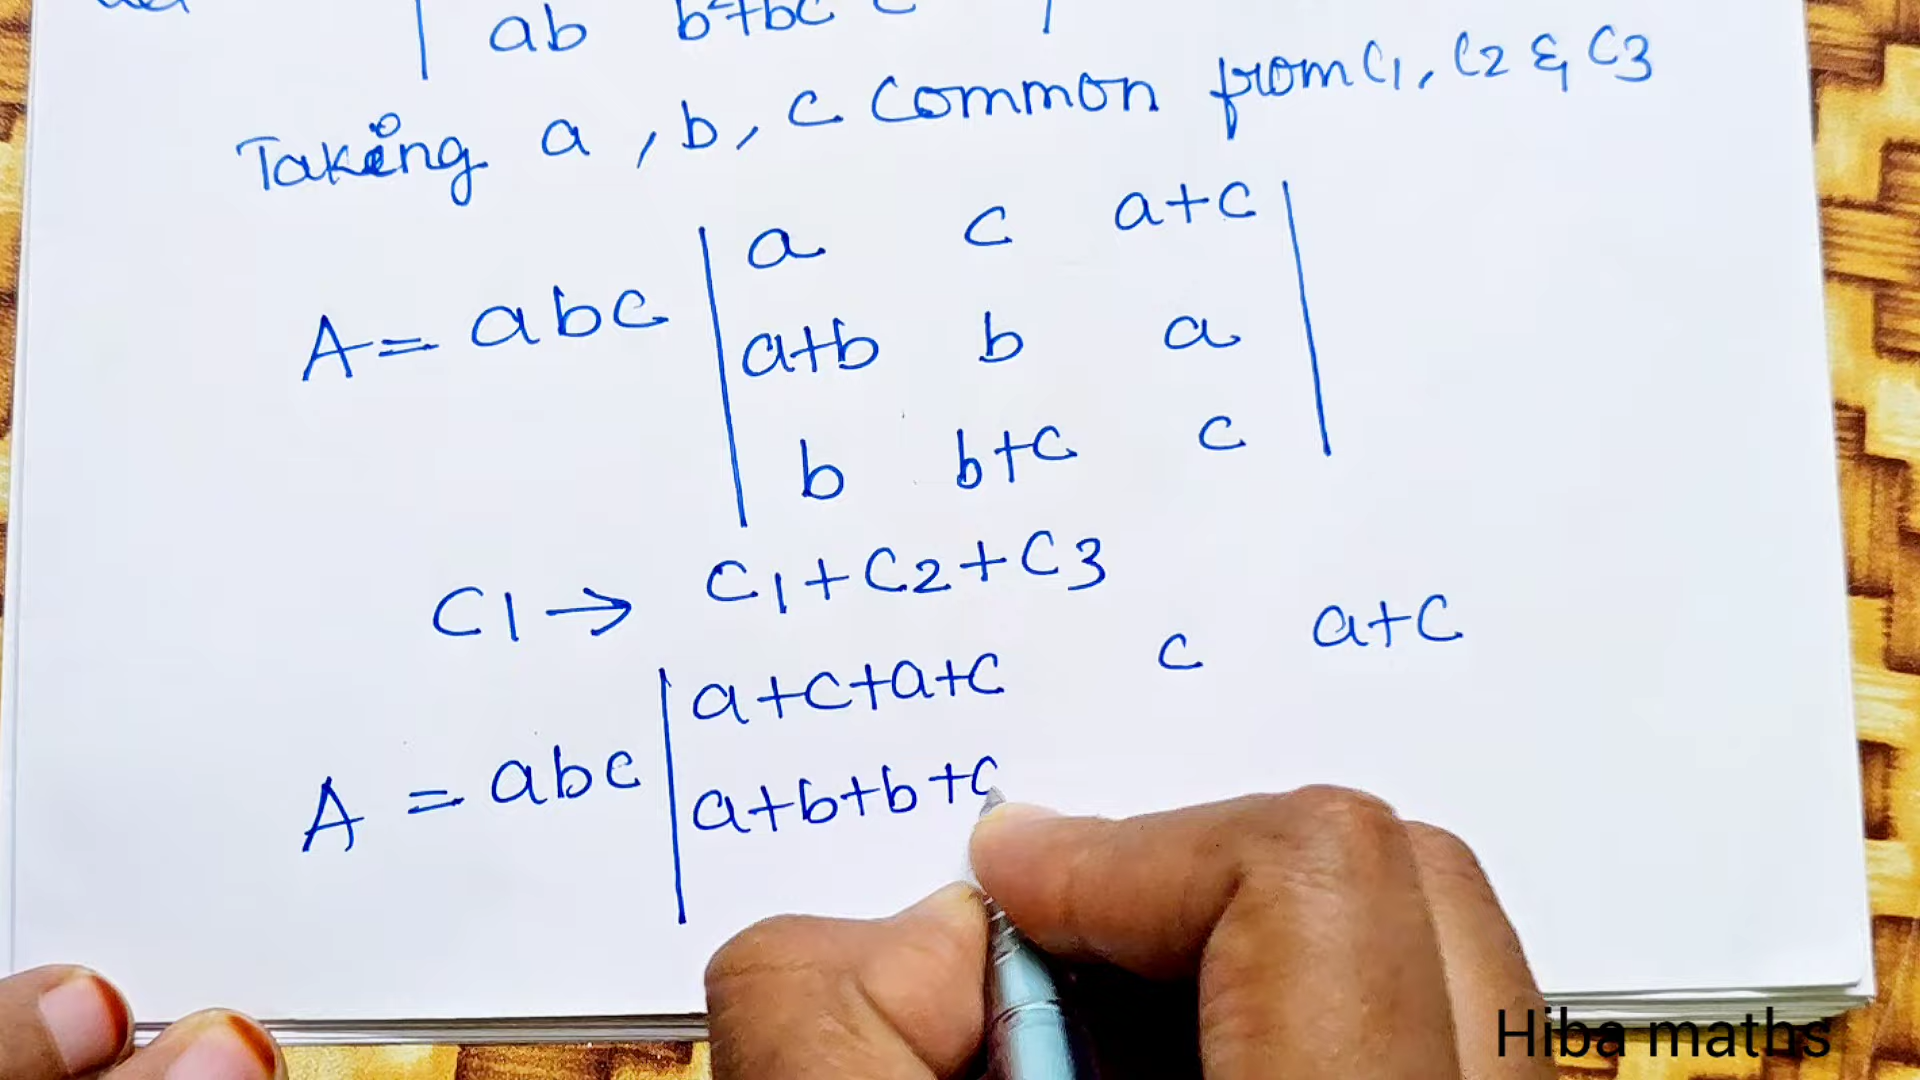 ab b²+bc
Taking a, b, c common from C1, C2 & C3
a c a+c
A = abc a+b b a
b b+c c
C1 → C1+C2+C3
a+c+a+c c a+c
A = abc a+b+b+c
Hiba maths